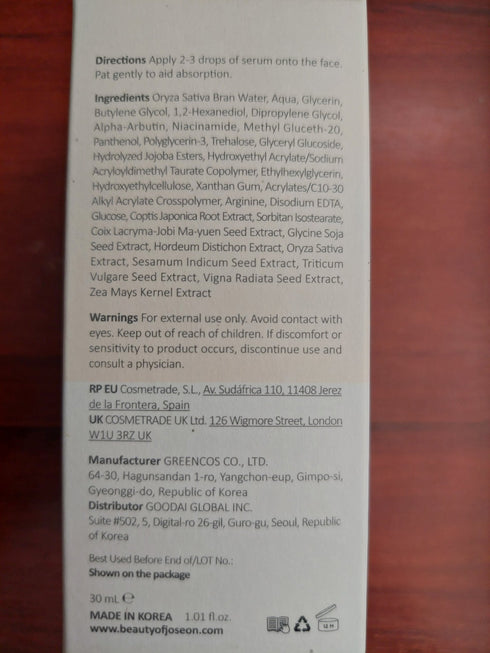 Directions Apply 2-3 drops of serum onto the face.
Pat gently to aid absorption.
Ingredients Oryza Sativa Bran Water, Aqua, Glycerin,
Butylene Glycol, 1,2-Hexanediol, Dipropylene Glycol,
Alpha-Arbutin, Niacinamide, Methyl Gluceth-20,
Panthenol, Polyglycerin-3, Trehalose, Glyceryl Glucoside,
Hydrolyzed Jojoba Esters, Hydroxyethyl Acrylate/Sodium
Acryloyldimethyl Taurate Copolymer, Ethylhexylglycerin,
Hydroxyethylcellulose, Xanthan Gum, Acrylates/C10-30
Alkyl Acrylate Crosspolymer, Arginine, Disodium EDTA,
Glucose, Coptis Japonica Root Extract, Sorbitan Isostearate,
Coix Lacryma-Jobi Ma-yuen Seed Extract, Glycine Soja
Seed Extract, Hordeum Distichon Extract, Oryza Sativa
Extract, Sesamum Indicum Seed Extract, Triticum
Vulgare Seed Extract, Vigna Radiata Seed Extract,
Zea Mays Kernel Extract
Warnings For external use only. Avoid contact with
eyes. Keep out of reach of children. If discomfort or
sensitivity to product occurs, discontinue use and
consult a physician.
RP EU Cosmetrade, S.L., Av. Sudáfrica 110, 11408 Jerez
de la Frontera, Spain
UK COSMETRADE UK Ltd. 126 Wigmore Street, London
W1U 3RZ UK
Manufacturer GREENCOS CO., LTD.
64-30, Hagunsandan 1-ro, Yangchon-eup, Gimpo-si,
Gyeonggi-do, Republic of Korea
Distributor GOODAI GLOBAL INC.
Suite #502, 5, Digital-ro 26-gil, Guro-gu, Seoul, Republic
of Korea
Best Used Before End of/LOT No.:
Shown on the package
30 mL ℮
MADE IN KOREA 1.01 fl.oz.
www.beautyofjoseon.com
12 M